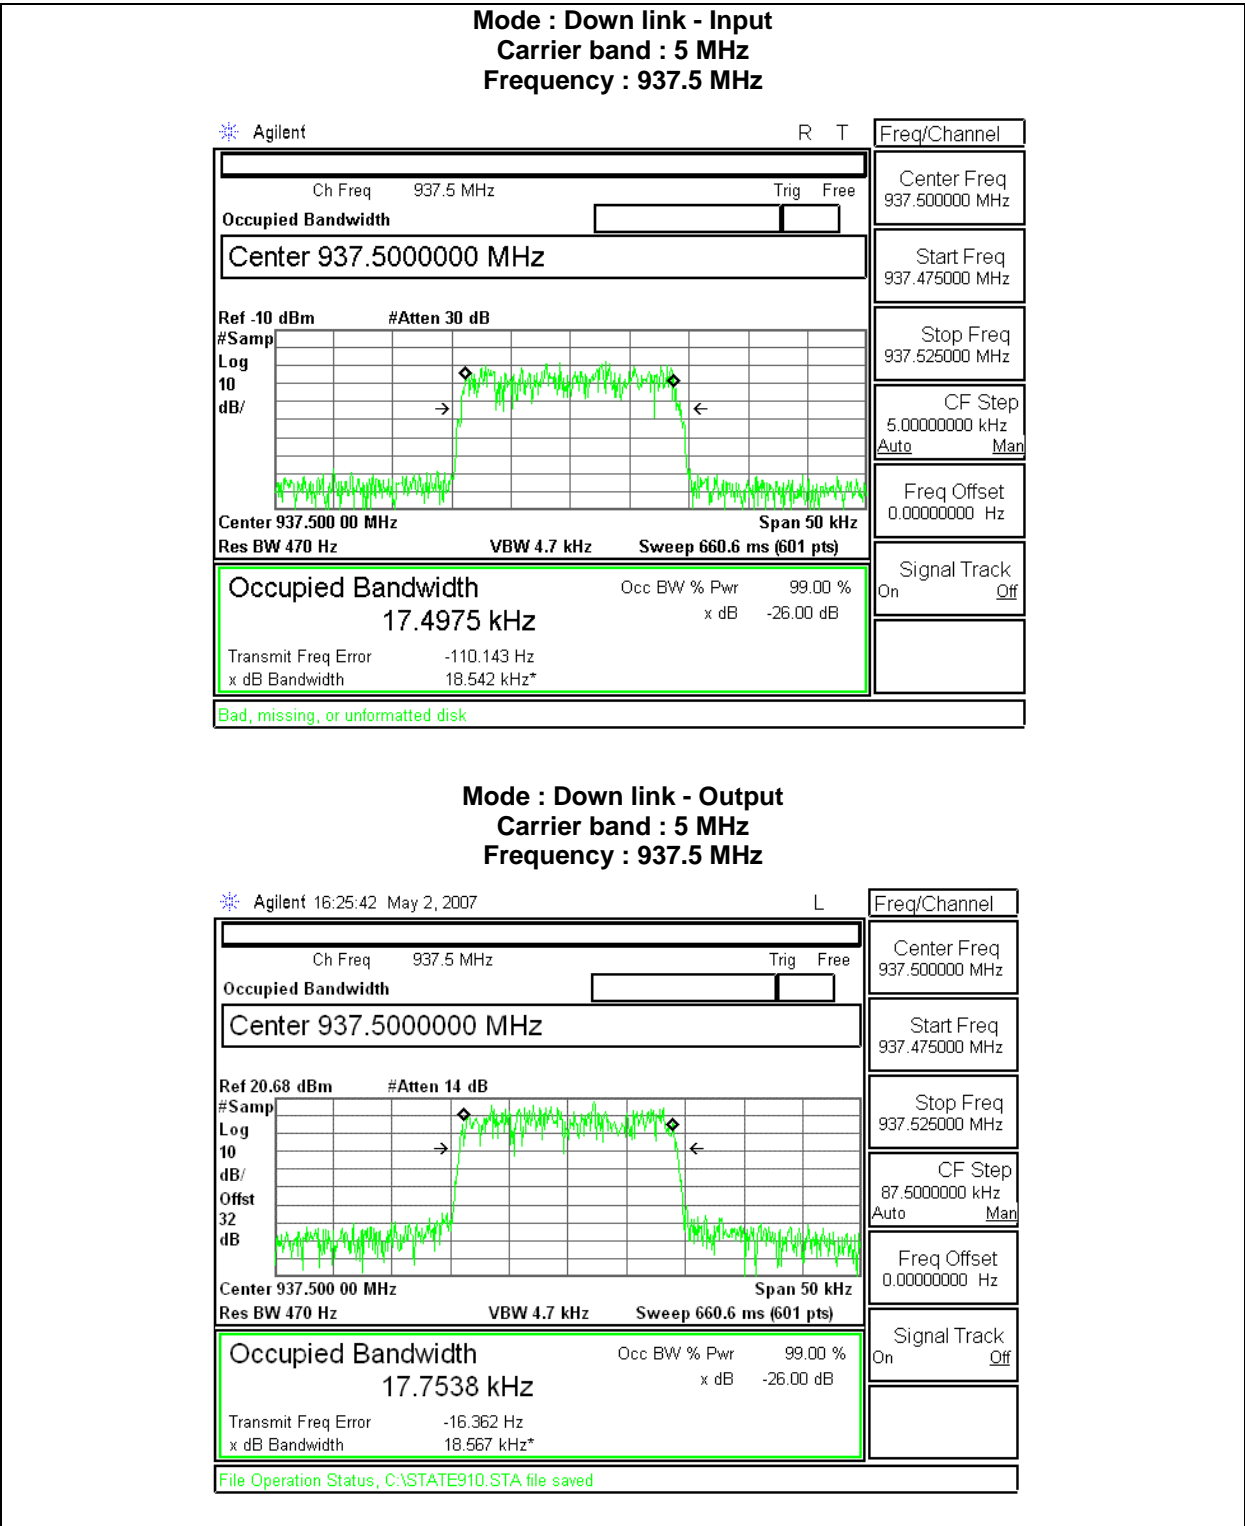 Mode : Down link - Input
Carrier band : 5 MHz
Frequency : 937.5 MHz
Agilent R T Freq/Channel
Ch Freq 937.5 MHz Trig Free
Occupied Bandwidth
Center 937.5000000 MHz
Center Freq
937.500000 MHz
Start Freq
937.475000 MHz
Stop Freq
937.525000 MHz
CF Step
5.00000000 kHz
Auto Man
Freq Offset
0.00000000 Hz
Signal Track
On Off
Ref -10 dBm #Atten 30 dB
#Samp
Log
10
dB/
Center 937.500 00 MHz Span 50 kHz
Res BW 470 Hz VBW 4.7 kHz Sweep 660.6 ms (601 pts)
Occupied Bandwidth Occ BW % Pwr 99.00 %
17.4975 kHz x dB -26.00 dB
Transmit Freq Error -110.143 Hz
x dB Bandwidth 18.542 kHz*
Bad, missing, or unformatted disk
Mode : Down link - Output
Carrier band : 5 MHz
Frequency : 937.5 MHz
Agilent 16:25:42 May 2, 2007 L Freq/Channel
Ch Freq 937.5 MHz Trig Free
Occupied Bandwidth
Center 937.5000000 MHz
Center Freq
937.500000 MHz
Start Freq
937.475000 MHz
Stop Freq
937.525000 MHz
CF Step
87.5000000 kHz
Auto Man
Freq Offset
0.00000000 Hz
Signal Track
On Off
Ref 20.68 dBm #Atten 14 dB
#Samp
Log
10
dB/
Offst
32
dB
Center 937.500 00 MHz Span 50 kHz
Res BW 470 Hz VBW 4.7 kHz Sweep 660.6 ms (601 pts)
Occupied Bandwidth Occ BW % Pwr 99.00 %
17.7538 kHz x dB -26.00 dB
Transmit Freq Error -16.362 Hz
x dB Bandwidth 18.567 kHz*
File Operation Status, C:\STATE910.STA file saved